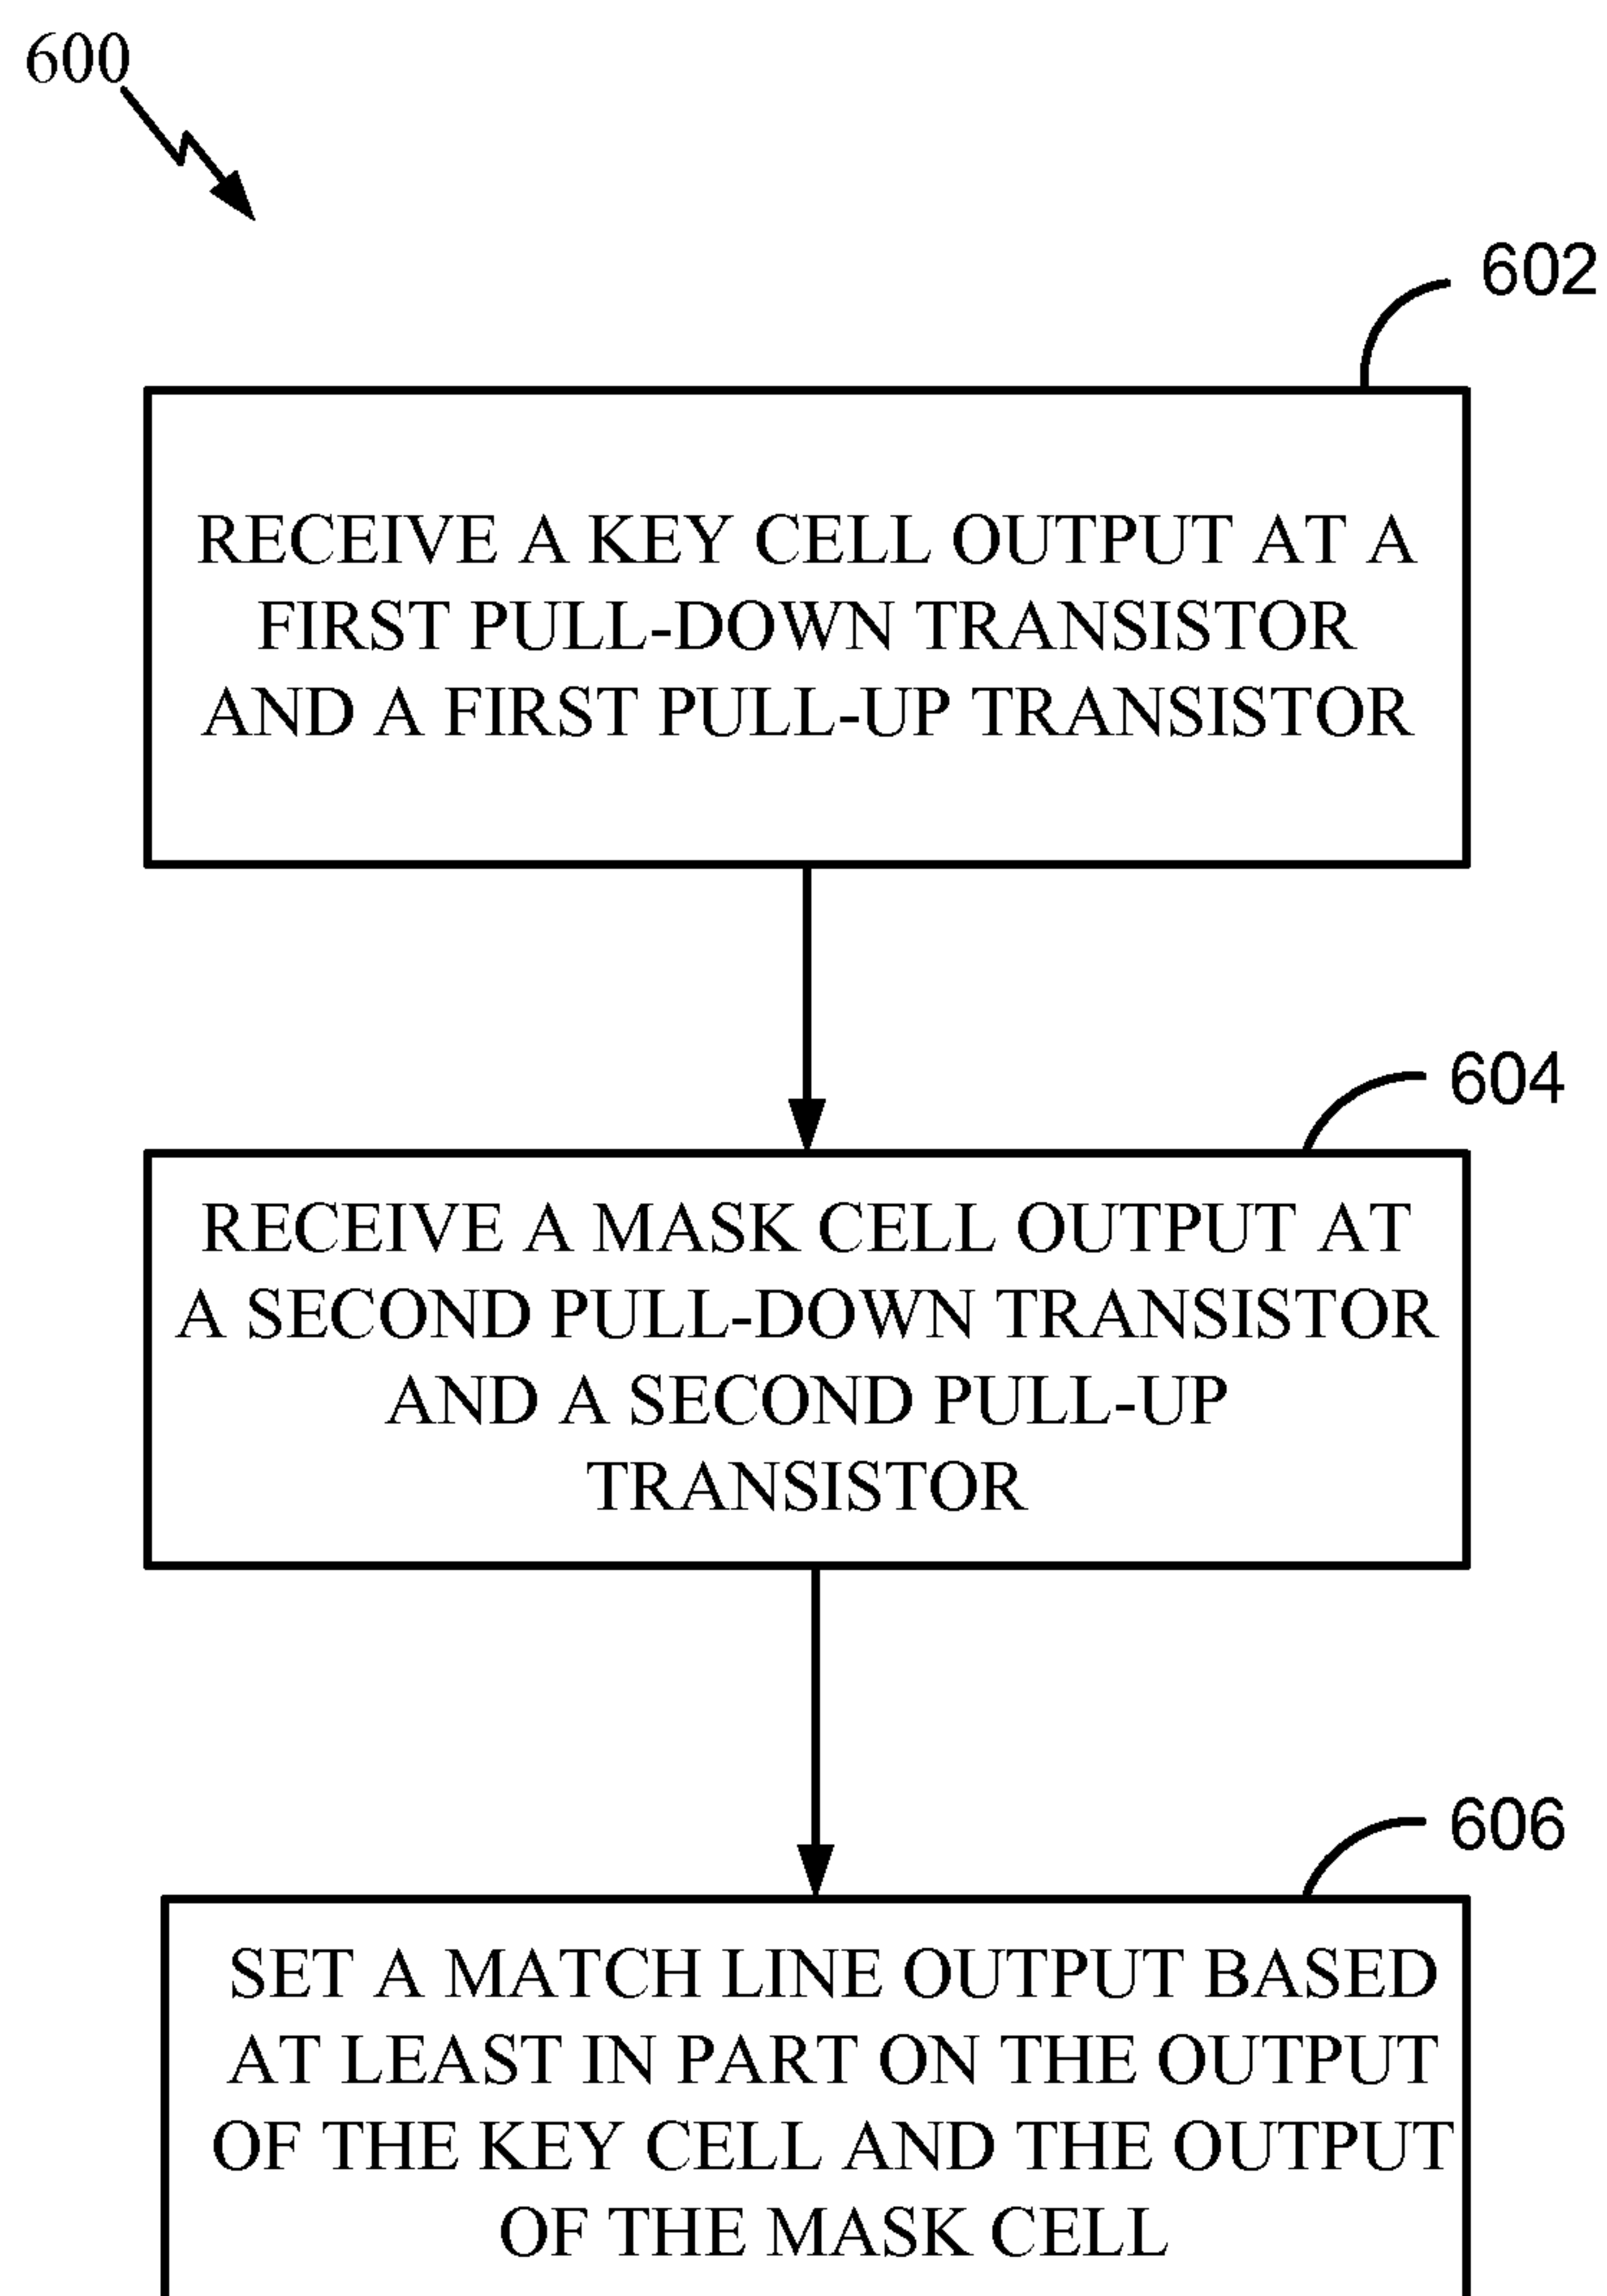 600
602
RECEIVE A KEY CELL OUTPUT AT A
FIRST PULL-DOWN TRANSISTOR
AND A FIRST PULL-UP TRANSISTOR
604
RECEIVE A MASK CELL OUTPUT AT
A SECOND PULL-DOWN TRANSISTOR
AND A SECOND PULL-UP
TRANSISTOR
606
SET A MATCH LINE OUTPUT BASED
AT LEAST IN PART ON THE OUTPUT
OF THE KEY CELL AND THE OUTPUT
OF THE MASK CELL